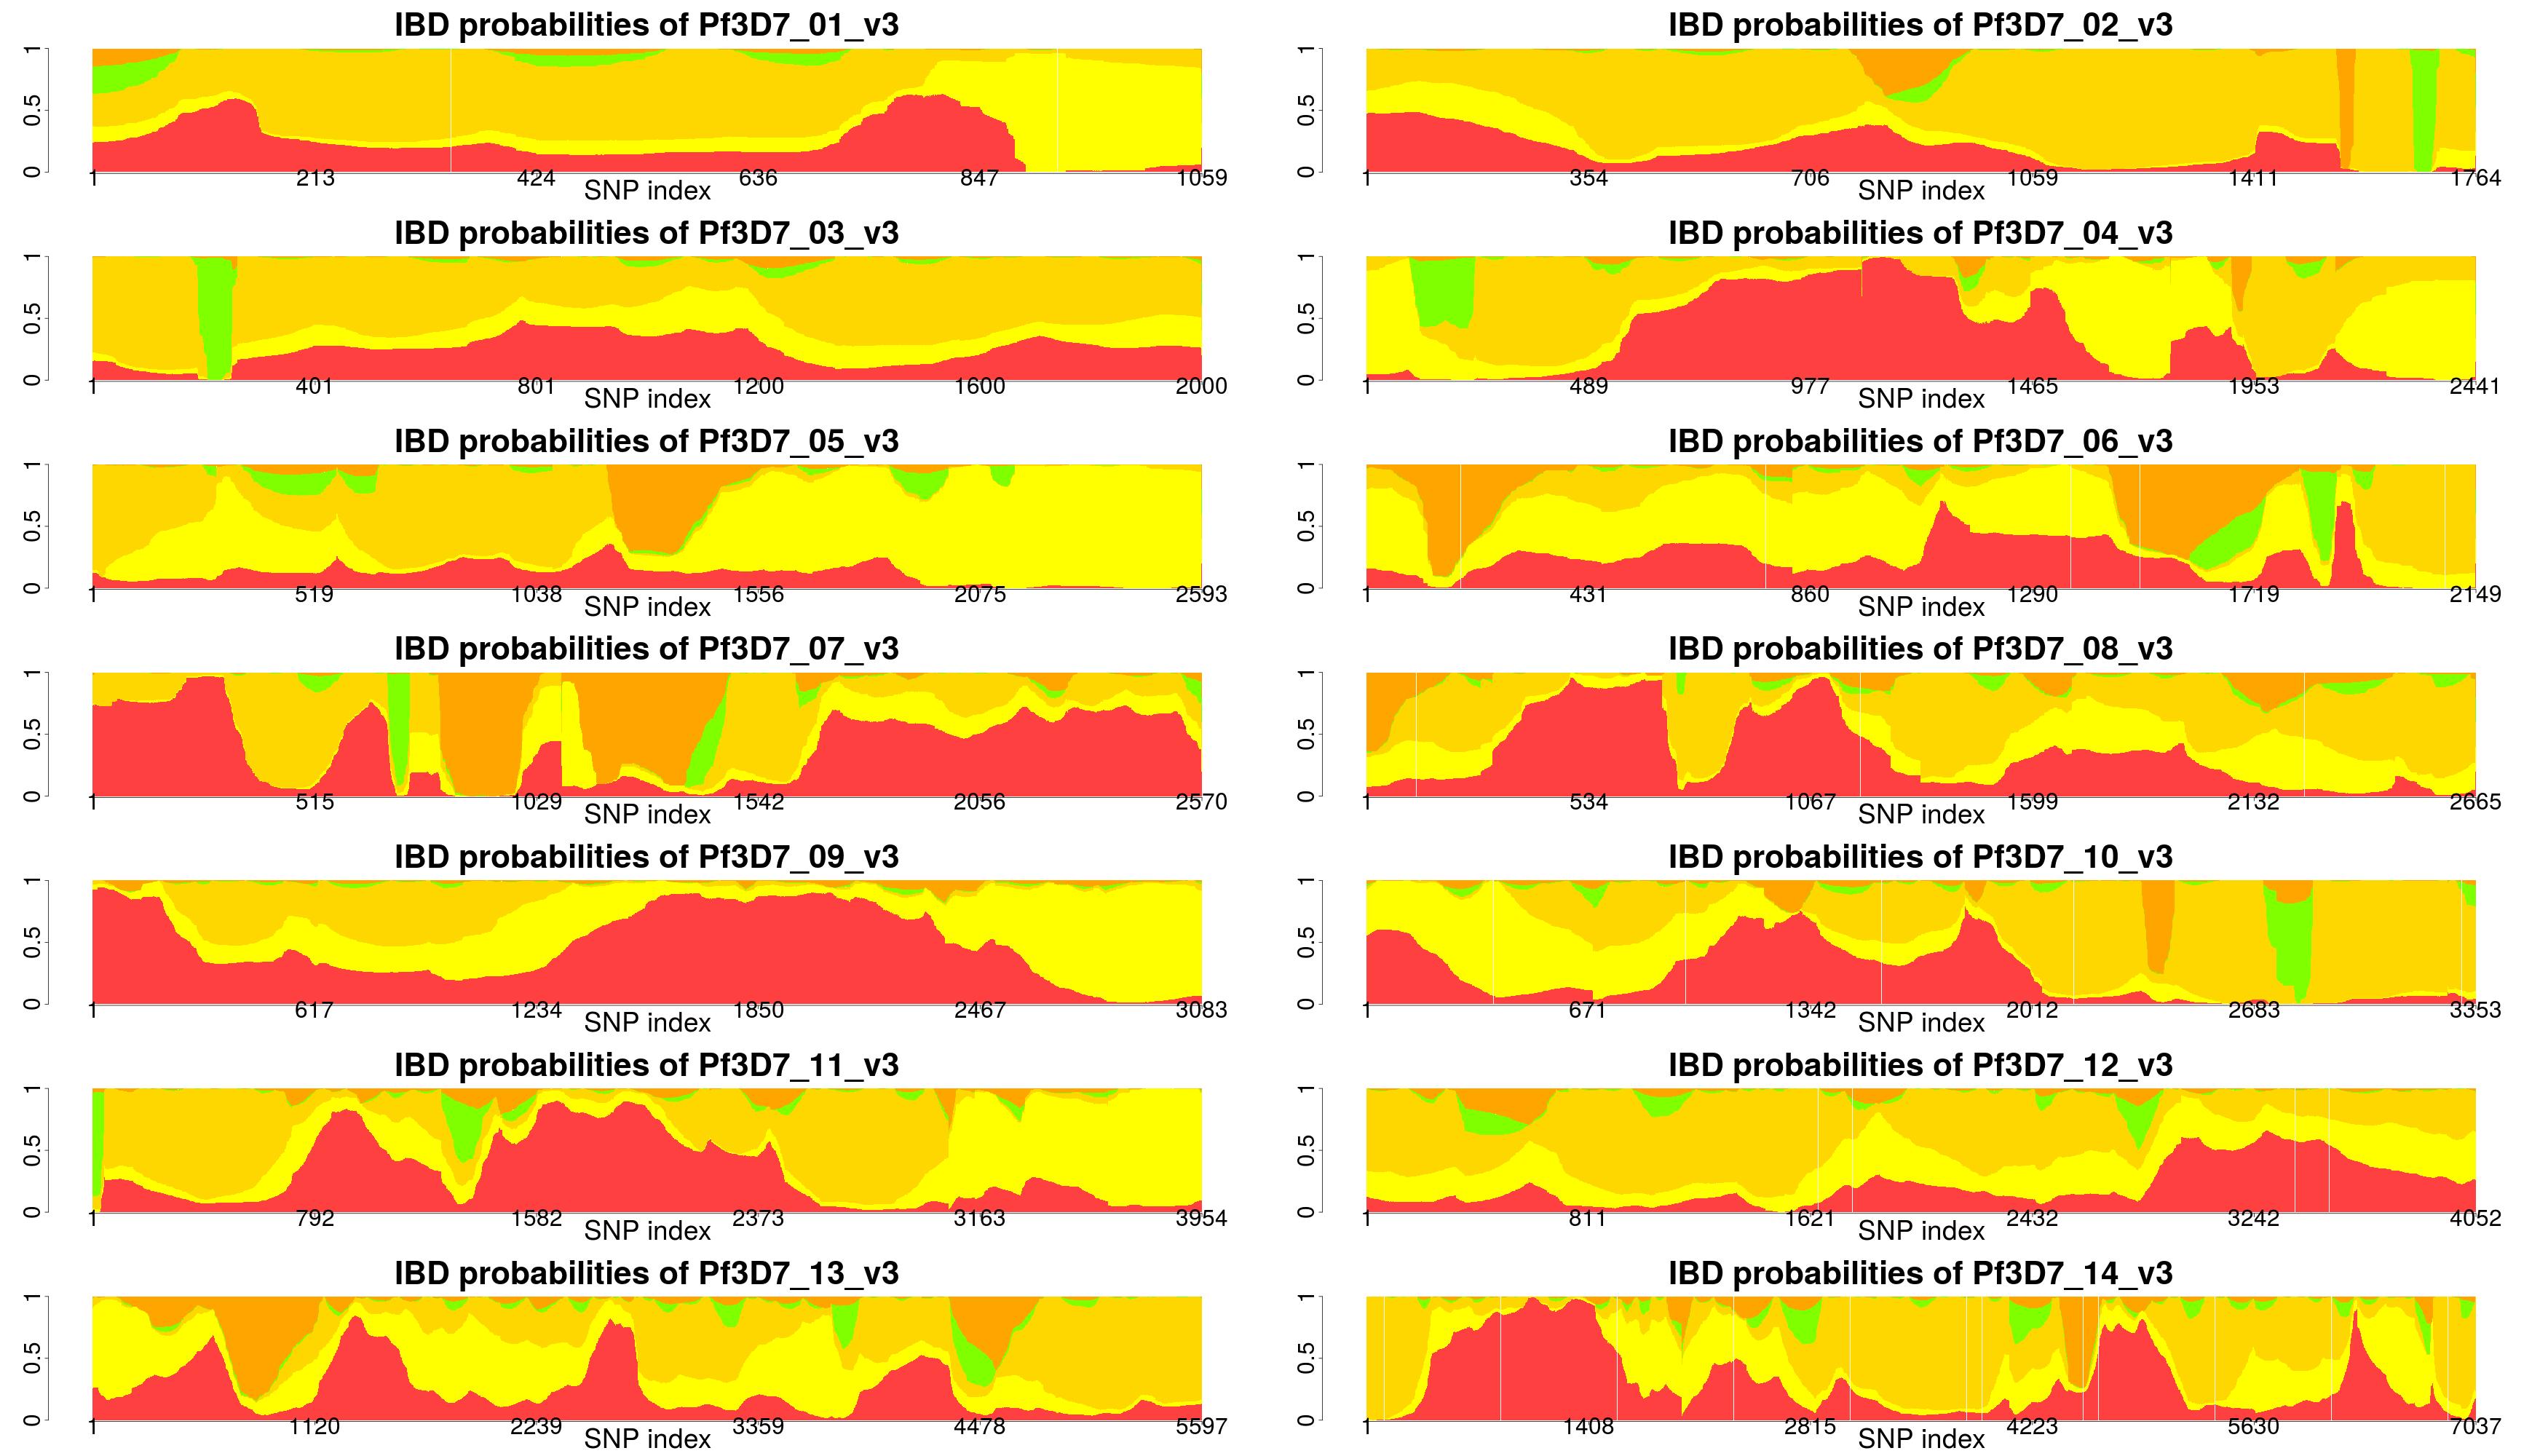 IBD probabilities of Pf3D7_01_v3
0 0.5 1
1 213 424 636 847 1059
SNP index
IBD probabilities of Pf3D7_02_v3
0 0.5 1
1 354 706 1059 1411 1764
SNP index
IBD probabilities of Pf3D7_03_v3
0 0.5 1
1 401 801 1200 1600 2000
SNP index
IBD probabilities of Pf3D7_04_v3
0 0.5 1
1 489 977 1465 1953 2441
SNP index
IBD probabilities of Pf3D7_05_v3
0 0.5 1
1 519 1038 1556 2075 2593
SNP index
IBD probabilities of Pf3D7_06_v3
0 0.5 1
1 431 860 1290 1719 2149
SNP index
IBD probabilities of Pf3D7_07_v3
0 0.5 1
1 515 1029 1542 2056 2570
SNP index
IBD probabilities of Pf3D7_08_v3
0 0.5 1
1 534 1067 1599 2132 2665
SNP index
IBD probabilities of Pf3D7_09_v3
0 0.5 1
1 617 1234 1850 2467 3083
SNP index
IBD probabilities of Pf3D7_10_v3
0 0.5 1
1 671 1342 2012 2683 3353
SNP index
IBD probabilities of Pf3D7_11_v3
0 0.5 1
1 792 1582 2373 3163 3954
SNP index
IBD probabilities of Pf3D7_12_v3
0 0.5 1
1 811 1621 2432 3242 4052
SNP index
IBD probabilities of Pf3D7_13_v3
0 0.5 1
1 1120 2239 3359 4478 5597
SNP index
IBD probabilities of Pf3D7_14_v3
0 0.5 1
1 1408 2815 4223 5630 7037
SNP index